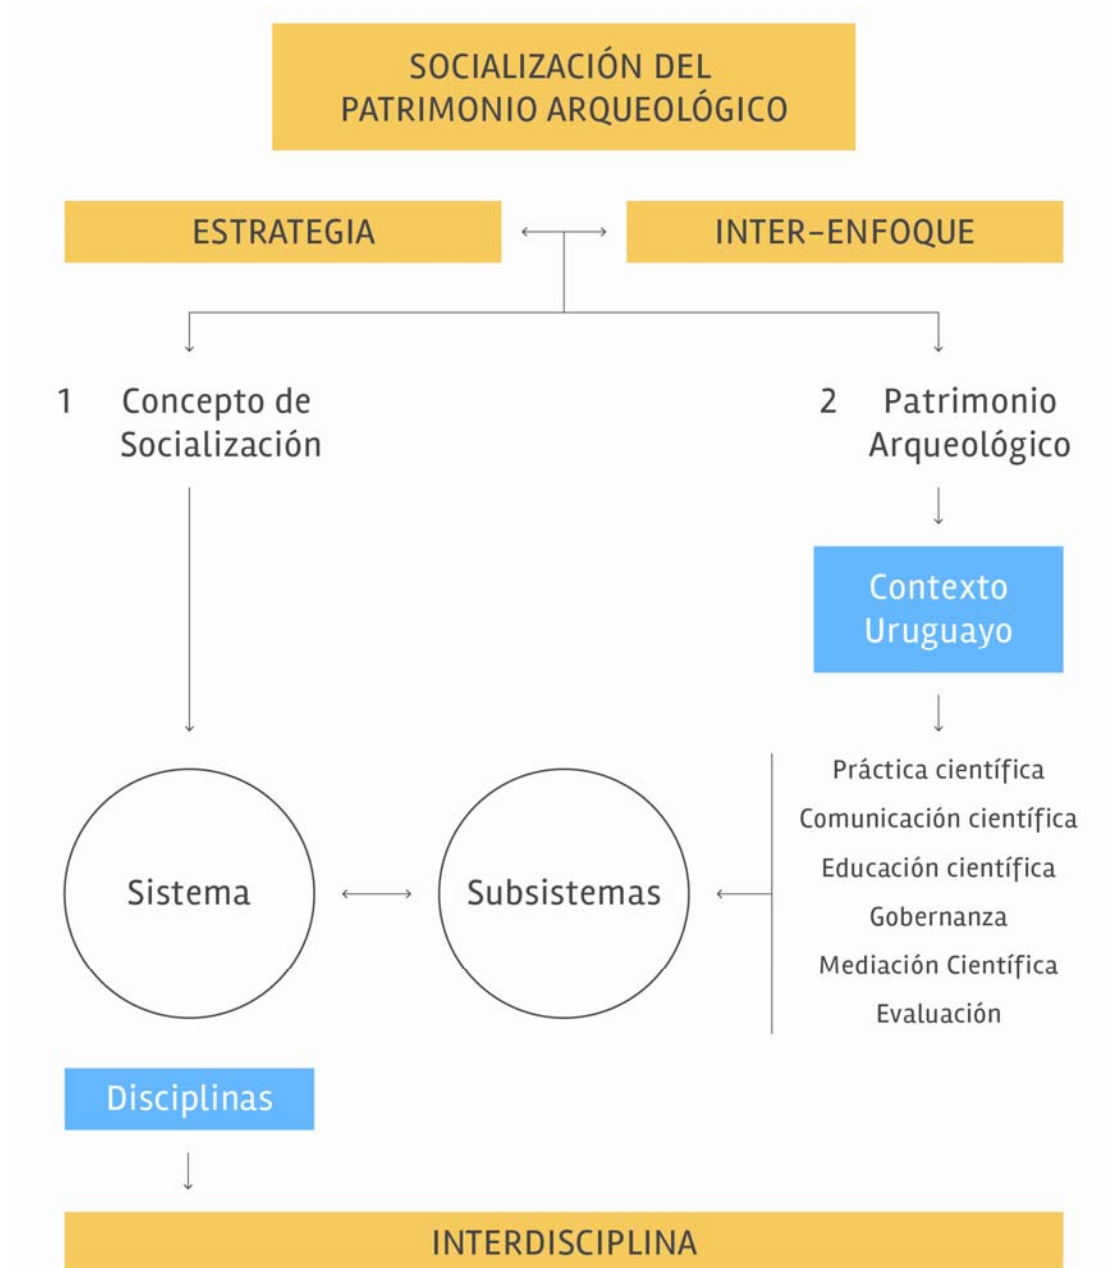 SOCIALIZACIÓN DEL
PATRIMONIO ARQUEOLÓGICO
ESTRATEGIA
INTER-ENFOQUE
1 Concepto de
Socialización
2 Patrimonio
Arqueológico
Contexto
Uruguayo
Práctica científica
Comunicación científica
Educación científica
Gobernanza
Mediación Científica
Evaluación
Sistema
Subsistemas
Disciplinas
INTERDISCIPLINA